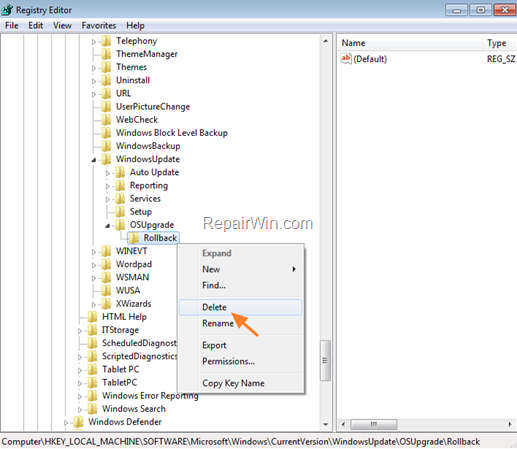 Registry Editor
File Edit View Favorites Help
Telephony
ThemeManager
Themes
Uninstall
URL
UserPictureChange
WebCheck
Windows Block Level Backup
WindowsBackup
WindowsUpdate
Auto Update
Reporting
Services
Setup
OSUpgrade
Rollback
WINEVT
Wordpad
WSMAN
WUSA
XWizards
HTML Help
ITStorage
ScheduledDiagnost
ScriptedDiagnostics
Tablet PC
TabletPC
Windows Error Reporting
Windows Search
Windows Defender
Expand
New
Find...
Delete
Rename
Export
Permissions...
Copy Key Name
RepairWin.com
Name Type
ab (Default) REG_SZ
Computer\HKEY_LOCAL_MACHINE\SOFTWARE\Microsoft\Windows\CurrentVersion\WindowsUpdate\OSUpgrade\Rollback